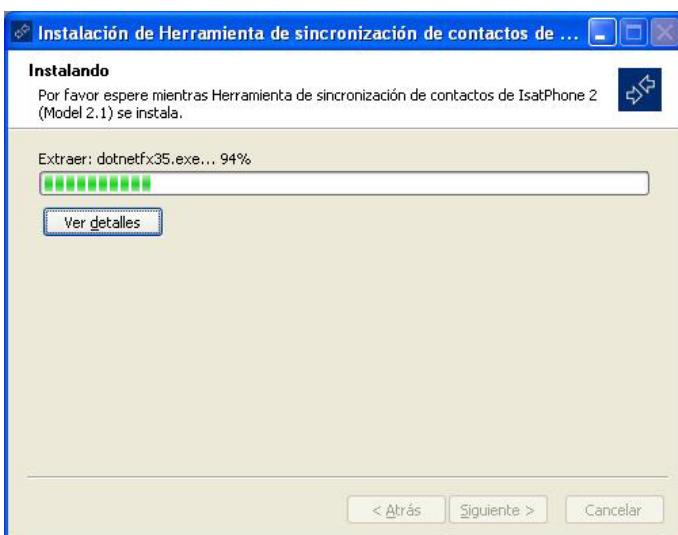 Instalación de Herramienta de sincronización de contactos de ...
Instalando
Por favor espere mientras Herramienta de sincronización de contactos de IsatPhone 2
(Model 2.1) se instala.
Extraer: dotnetfx35.exe... 94%
Ver detalles
< Atrás
Siguiente >
Cancelar